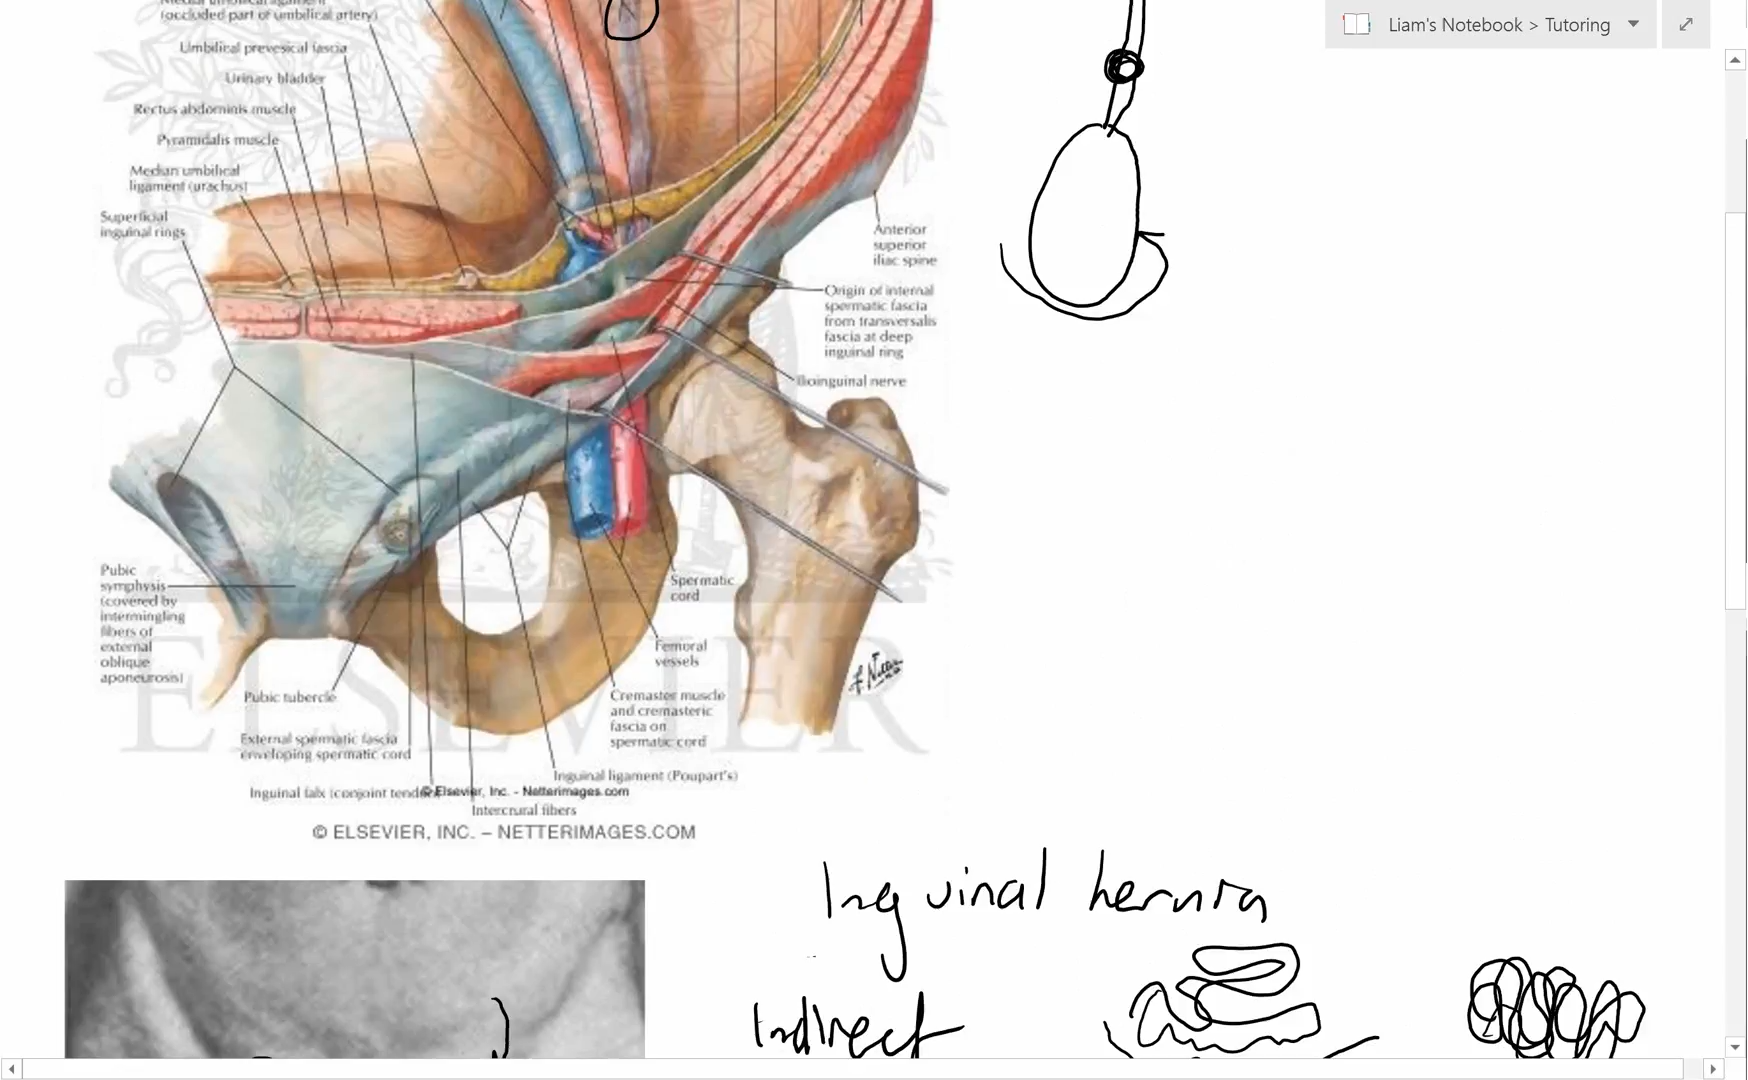 Liam's Notebook > Tutoring
(occluded part of umbilical artery)
Umbilical prevesical fascia
Urinary bladder
Rectus abdominis muscle
Pyramidalis muscle
Median umbilical
ligament (urachus)
Superficial
inguinal rings
Anterior
superior
iliac spine
Origin of internal
spermatic fascia
from transversalis
fascia at deep
inguinal ring
Ilioinguinal nerve
Pubic
symphysis
(covered by
intermingling
fibers of
external
oblique
aponeurosis)
Spermatic
cord
Femoral
vessels
Pubic tubercle
Cremaster muscle
and cremasteric
fascia on
spermatic cord
External spermatic fascia
enveloping spermatic cord
Inguinal ligament (Poupart's)
Inguinal falx (conjoint
© Elsevier, Inc. - Netterimages.com
Intercrural fibers
F. Netter
ELSEVIER
© ELSEVIER, INC. – NETTERIMAGES.COM
Inguinal hernia
Indirect